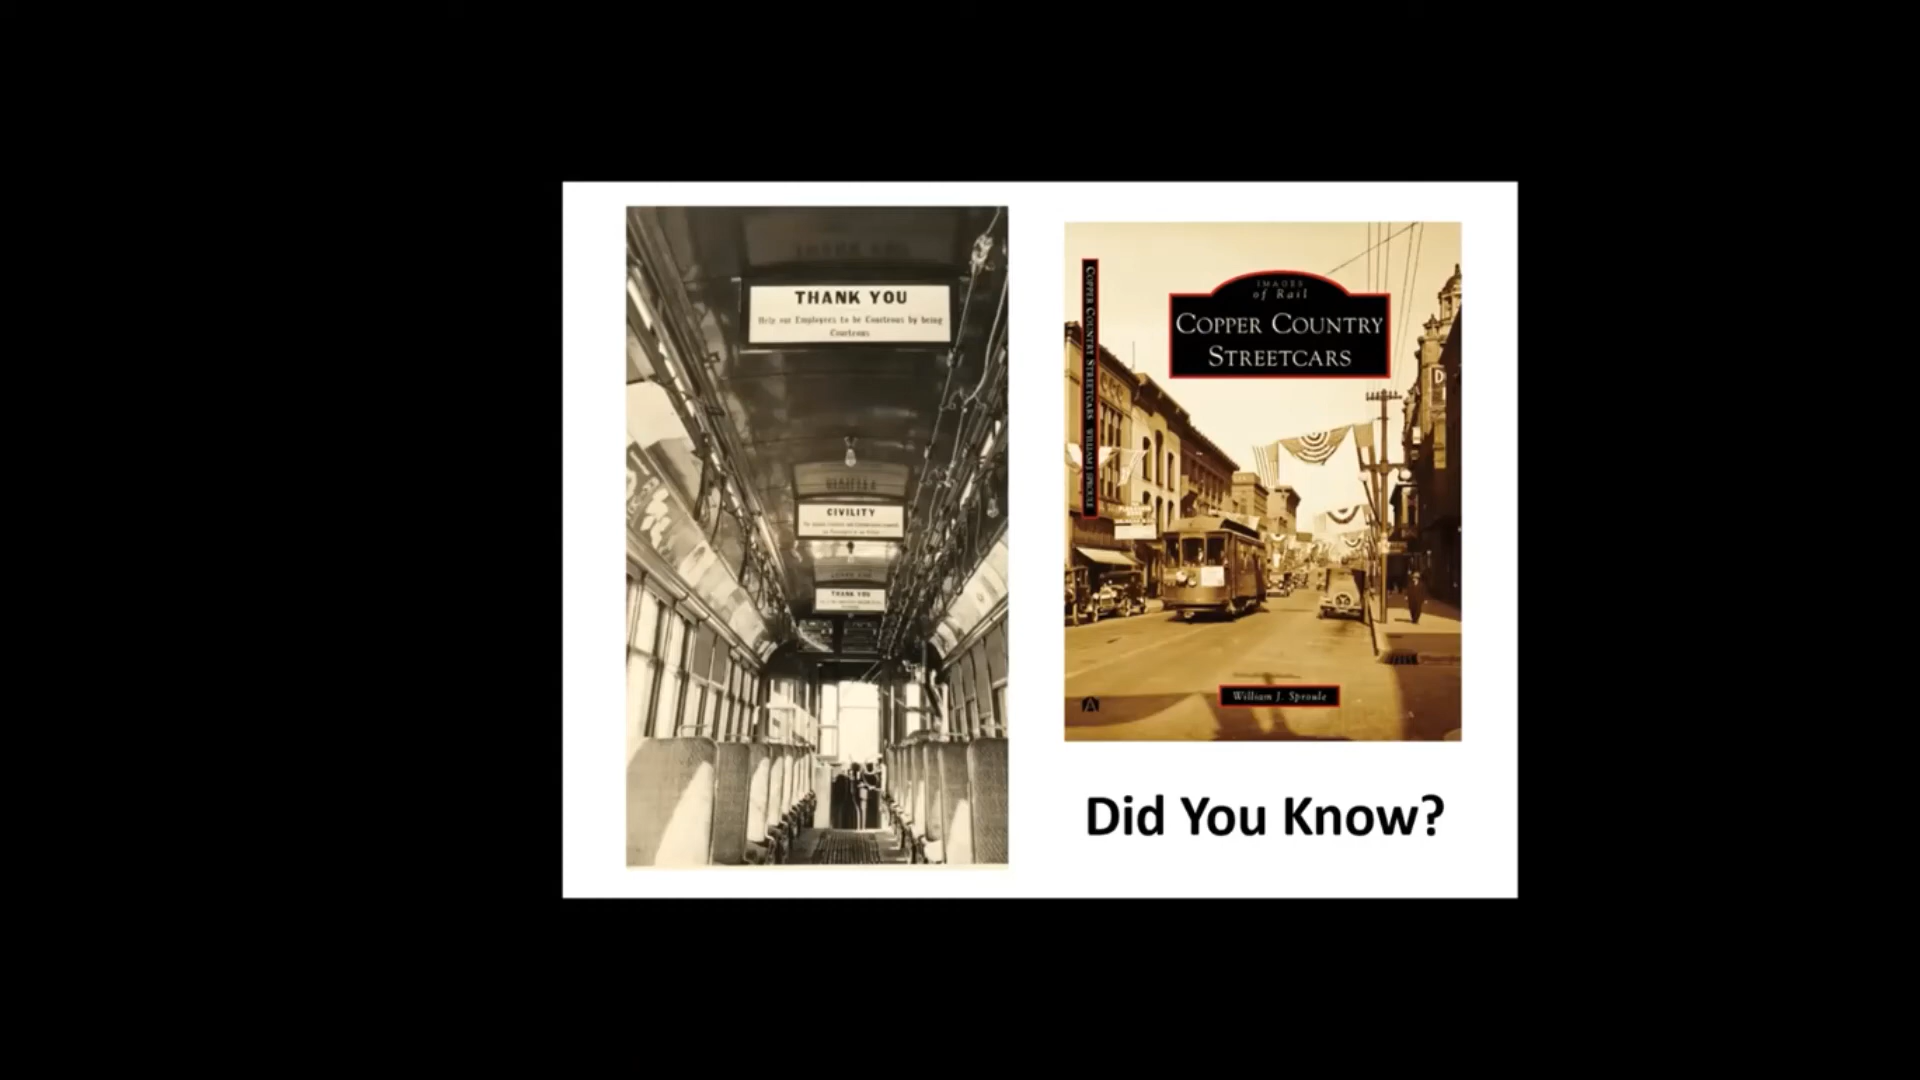 THANK YOU
Help our Employees to be Courteous by being
Courteous
CIVILITY
THANK YOU
IMAGES
of Rail
COPPER COUNTRY
STREETCARS
COPPER COUNTRY STREETCARS WILLIAM J. SPROULE
William J. Sproule
Did You Know?